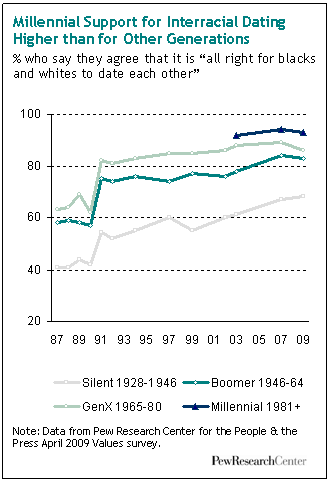 Millennial Support for Interracial Dating
Higher than for Other Generations
% who say they agree that it is “all right for blacks
and whites to date each other”
100
80
60
40
20
87 89 91 93 95 97 99 01 03 05 07 09
Silent 1928-1946 Boomer 1946-64
GenX 1965-80 Millennial 1981+
Note: Data from Pew Research Center for the People & the
Press April 2009 Values survey.
PewResearchCenter